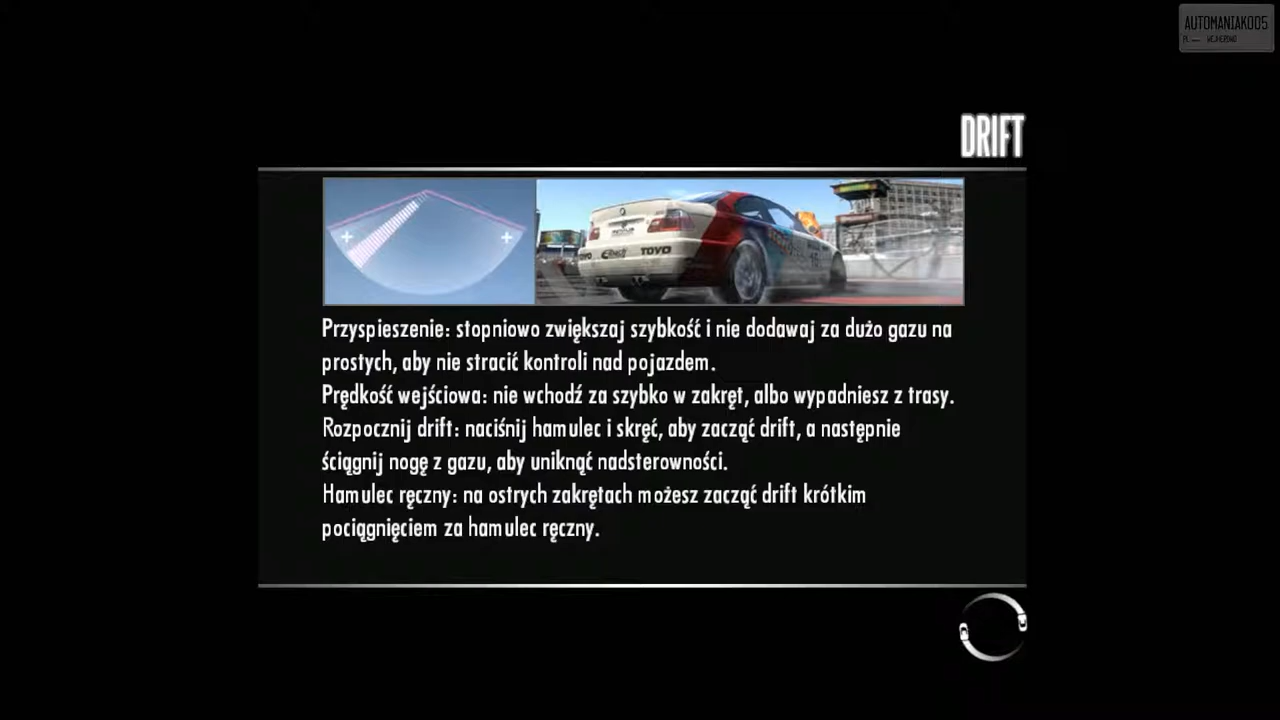 AUTOMANIAK005
DRIFT
TOYO
Przyspieszenie: stopniowo zwiększaj szybkość i nie dodawaj za dużo gazu na
prostych, aby nie stracić kontroli nad pojazdem.
Prędkość wejściowa: nie wchodź za szybko w zakręt, albo wypadniesz z trasy.
Rozpocznij drift: naciśnij hamulec i skręć, aby zacząć drift, a następnie
ściągnij nogę z gazu, aby uniknąć nadsterowności.
Hamulec ręczny: na ostrych zakrętach możesz zacząć drift krótkim
pociągnięciem za hamulec ręczny.